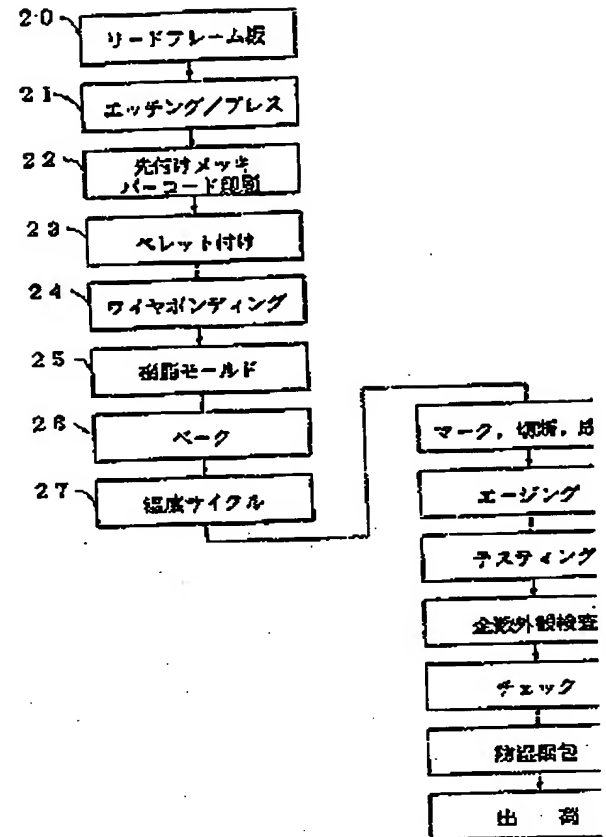 20
リードフレーム板
21
エッチング／プレス
22
先付けメッキ
バーコード印刷
23
ペレット付け
24
ワイヤボンディング
25
樹脂モールド
26
ベーク
27
温度サイクル
マーク，切断，
エージング
テスティング
全数外観検査
チェック
防湿梱包
出 荷